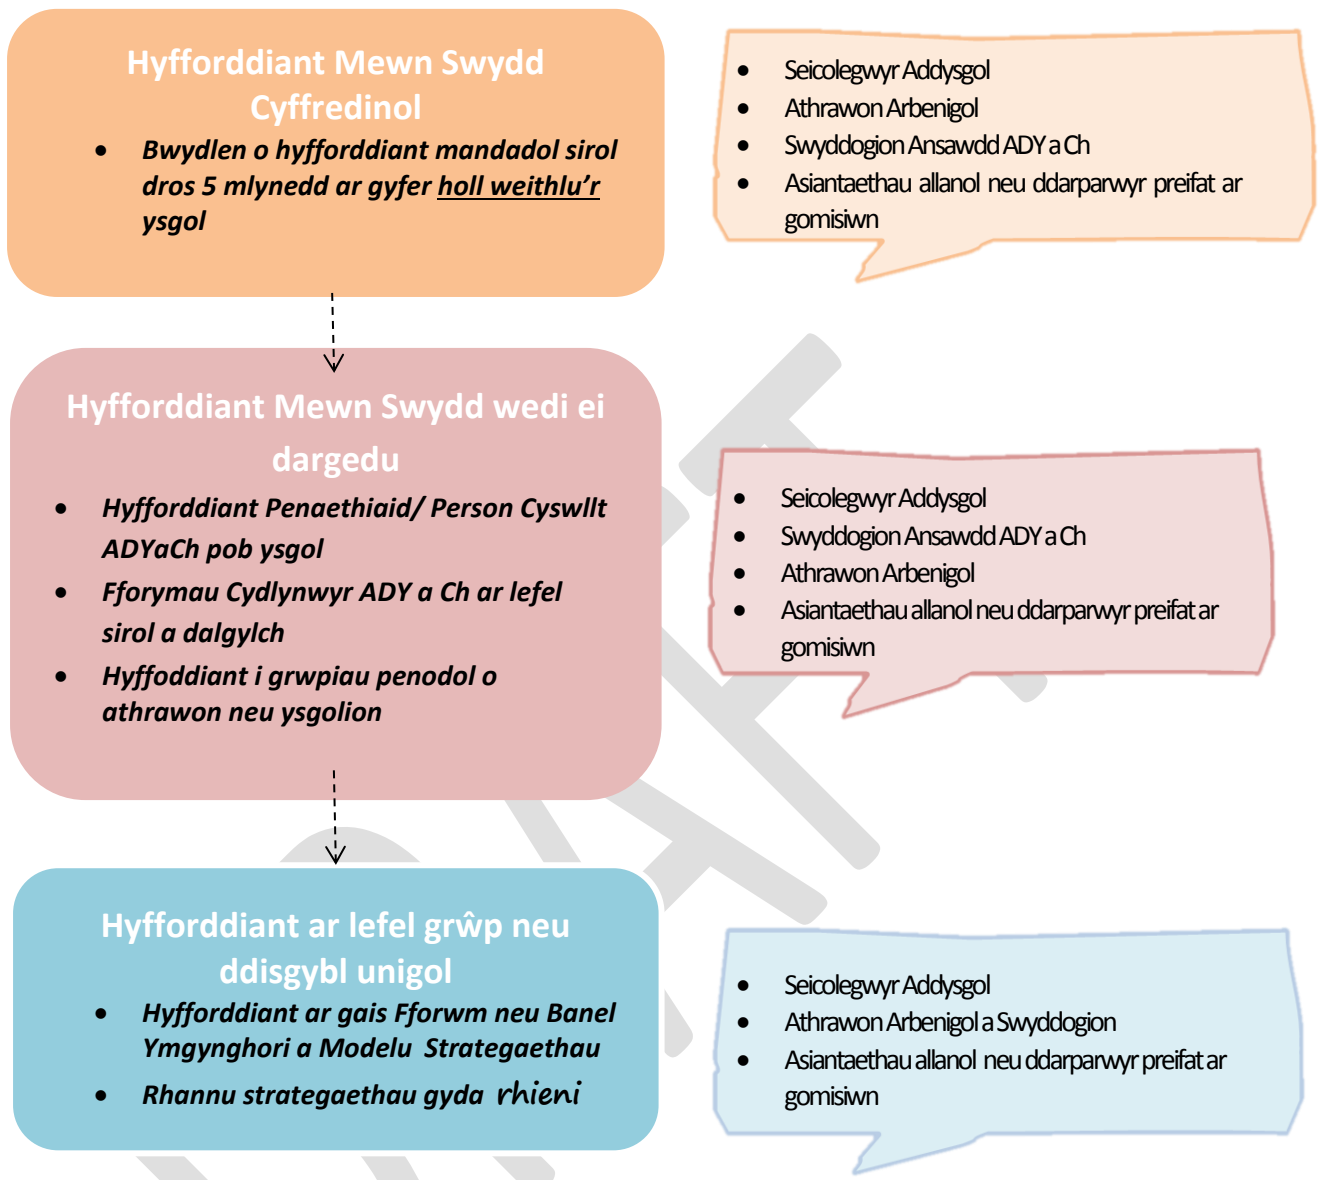 Hyfforddiant Mewn Swydd
Cyffredinol
• Bwydlen o hyfforddiant mandadol sirol
dros 5 mlynedd ar gyfer holl weithlu'r
ysgol
• Seicolegwyr Addysgol
• Athrawon Arbenigol
• Swyddogion Ansawdd ADY a Ch
• Asiantaethau allanol neu ddarparwyr preifat ar
gomisiwn
Hyfforddiant Mewn Swydd wedi ei
dargedu
• Hyfforddiant Penaethiaid/ Person Cyswllt
ADYaCh pob ysgol
• Fforymau Cydlynwyr ADY a Ch ar lefel
sirol a dalgylch
• Hyffoddiant i grwpiau penodol o
athrawon neu ysgolion
• Seicolegwyr Addysgol
• Swyddogion Ansawdd ADY a Ch
• Athrawon Arbenigol
• Asiantaethau allanol neu ddarparwyr preifat ar
gomisiwn
Hyfforddiant ar lefel grŵp neu
ddisgybl unigol
• Hyfforddiant ar gais Fforwm neu Banel
Ymgynghori a Modelu Strategaethau
• Rhannu strategaethau gyda rhieni
• Seicolegwyr Addysgol
• Athrawon Arbenigol a Swyddogion
• Asiantaethau allanol neu ddarparwyr preifat ar
gomisiwn